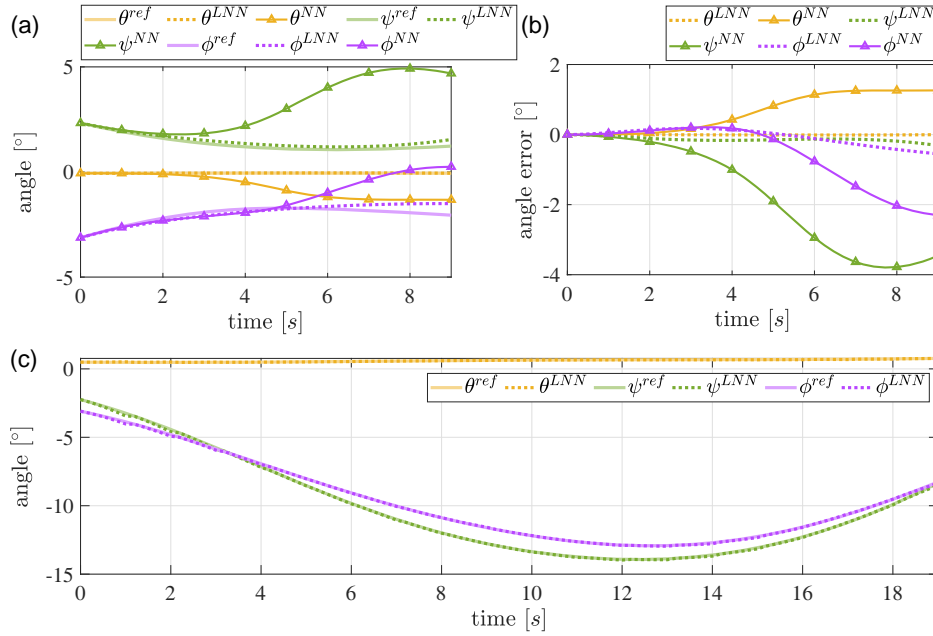 (a)
θ^ref θ^LNN θ^NN ψ^ref ψ^LNN
ψ^NN φ^ref φ^LNN φ^NN
5
0
-5
angle [°]
0 2 4 6 8
time [s]
(b)
θ^LNN θ^NN ψ^LNN
ψ^NN φ^LNN φ^NN
2
0
-2
-4
angle error [°]
0 2 4 6 8
time [s]
(c)
θ^ref θ^LNN ψ^ref ψ^LNN φ^ref φ^LNN
0
-5
-10
-15
angle [°]
0 2 4 6 8 10 12 14 16 18
time [s]